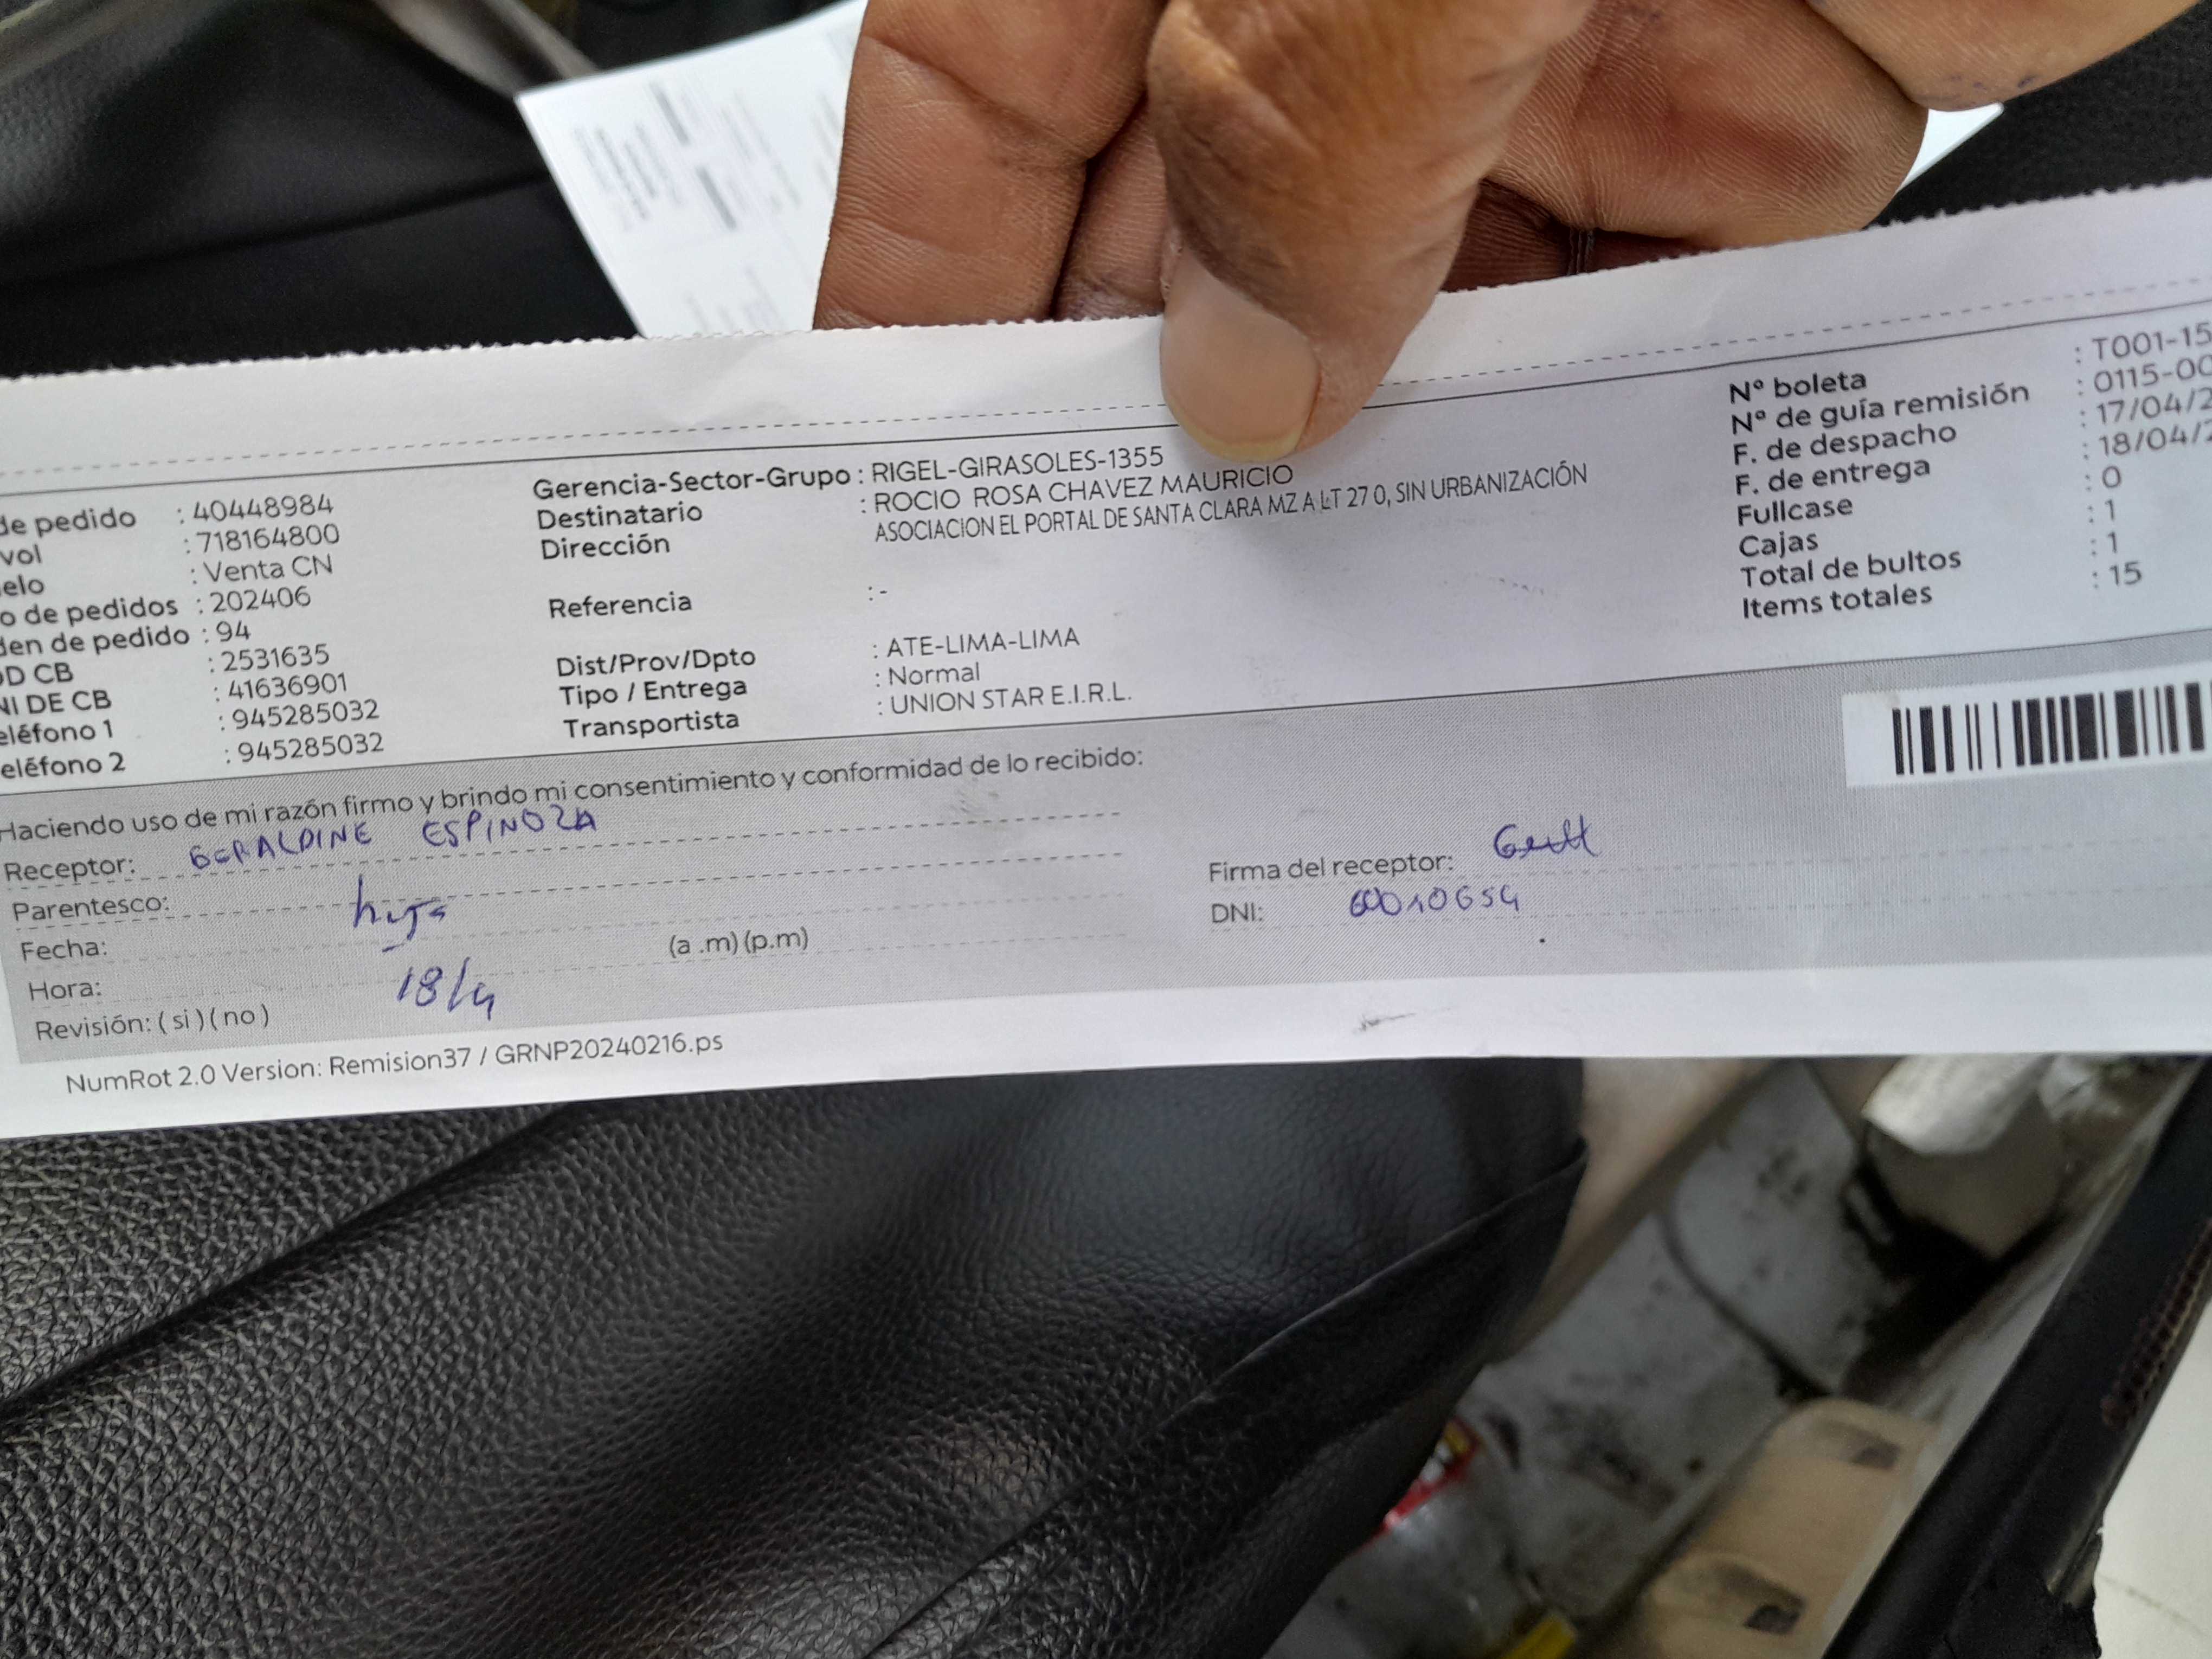 de pedido : 40448984
vol : 718164800
elo : Venta CN
o de pedidos : 202406
den de pedido : 94
OD CB : 2531635
NI DE CB : 41636901
eléfono 1 : 945285032
eléfono 2 : 945285032
Gerencia-Sector-Grupo : RIGEL-GIRASOLES-1355
Destinatario : ROCIO ROSA CHAVEZ MAURICIO
Dirección ASOCIACION EL PORTAL DE SANTA CLARA MZ A LT 27 0, SIN URBANIZACIÓN
Referencia : -
Dist/Prov/Dpto : ATE-LIMA-LIMA
Tipo / Entrega : Normal
Transportista : UNION STAR E.I.R.L.
Nº boleta : T001-15
Nº de guía remisión : 0115-00
F. de despacho : 17/04/2
F. de entrega : 18/04/2
Fullcase : 0
Cajas : 1
Total de bultos : 1
Items totales : 15
Haciendo uso de mi razón firmo y brindo mi consentimiento y conformidad de lo recibido:
Receptor: GERALDINE ESPINOZA
Parentesco: hija
Fecha: 18/4
Hora: (a .m) (p.m)
Revisión: ( si ) ( no )
Firma del receptor:
DNI: 60010654
NumRot 2.0 Version: Remision37 / GRNP20240216.ps